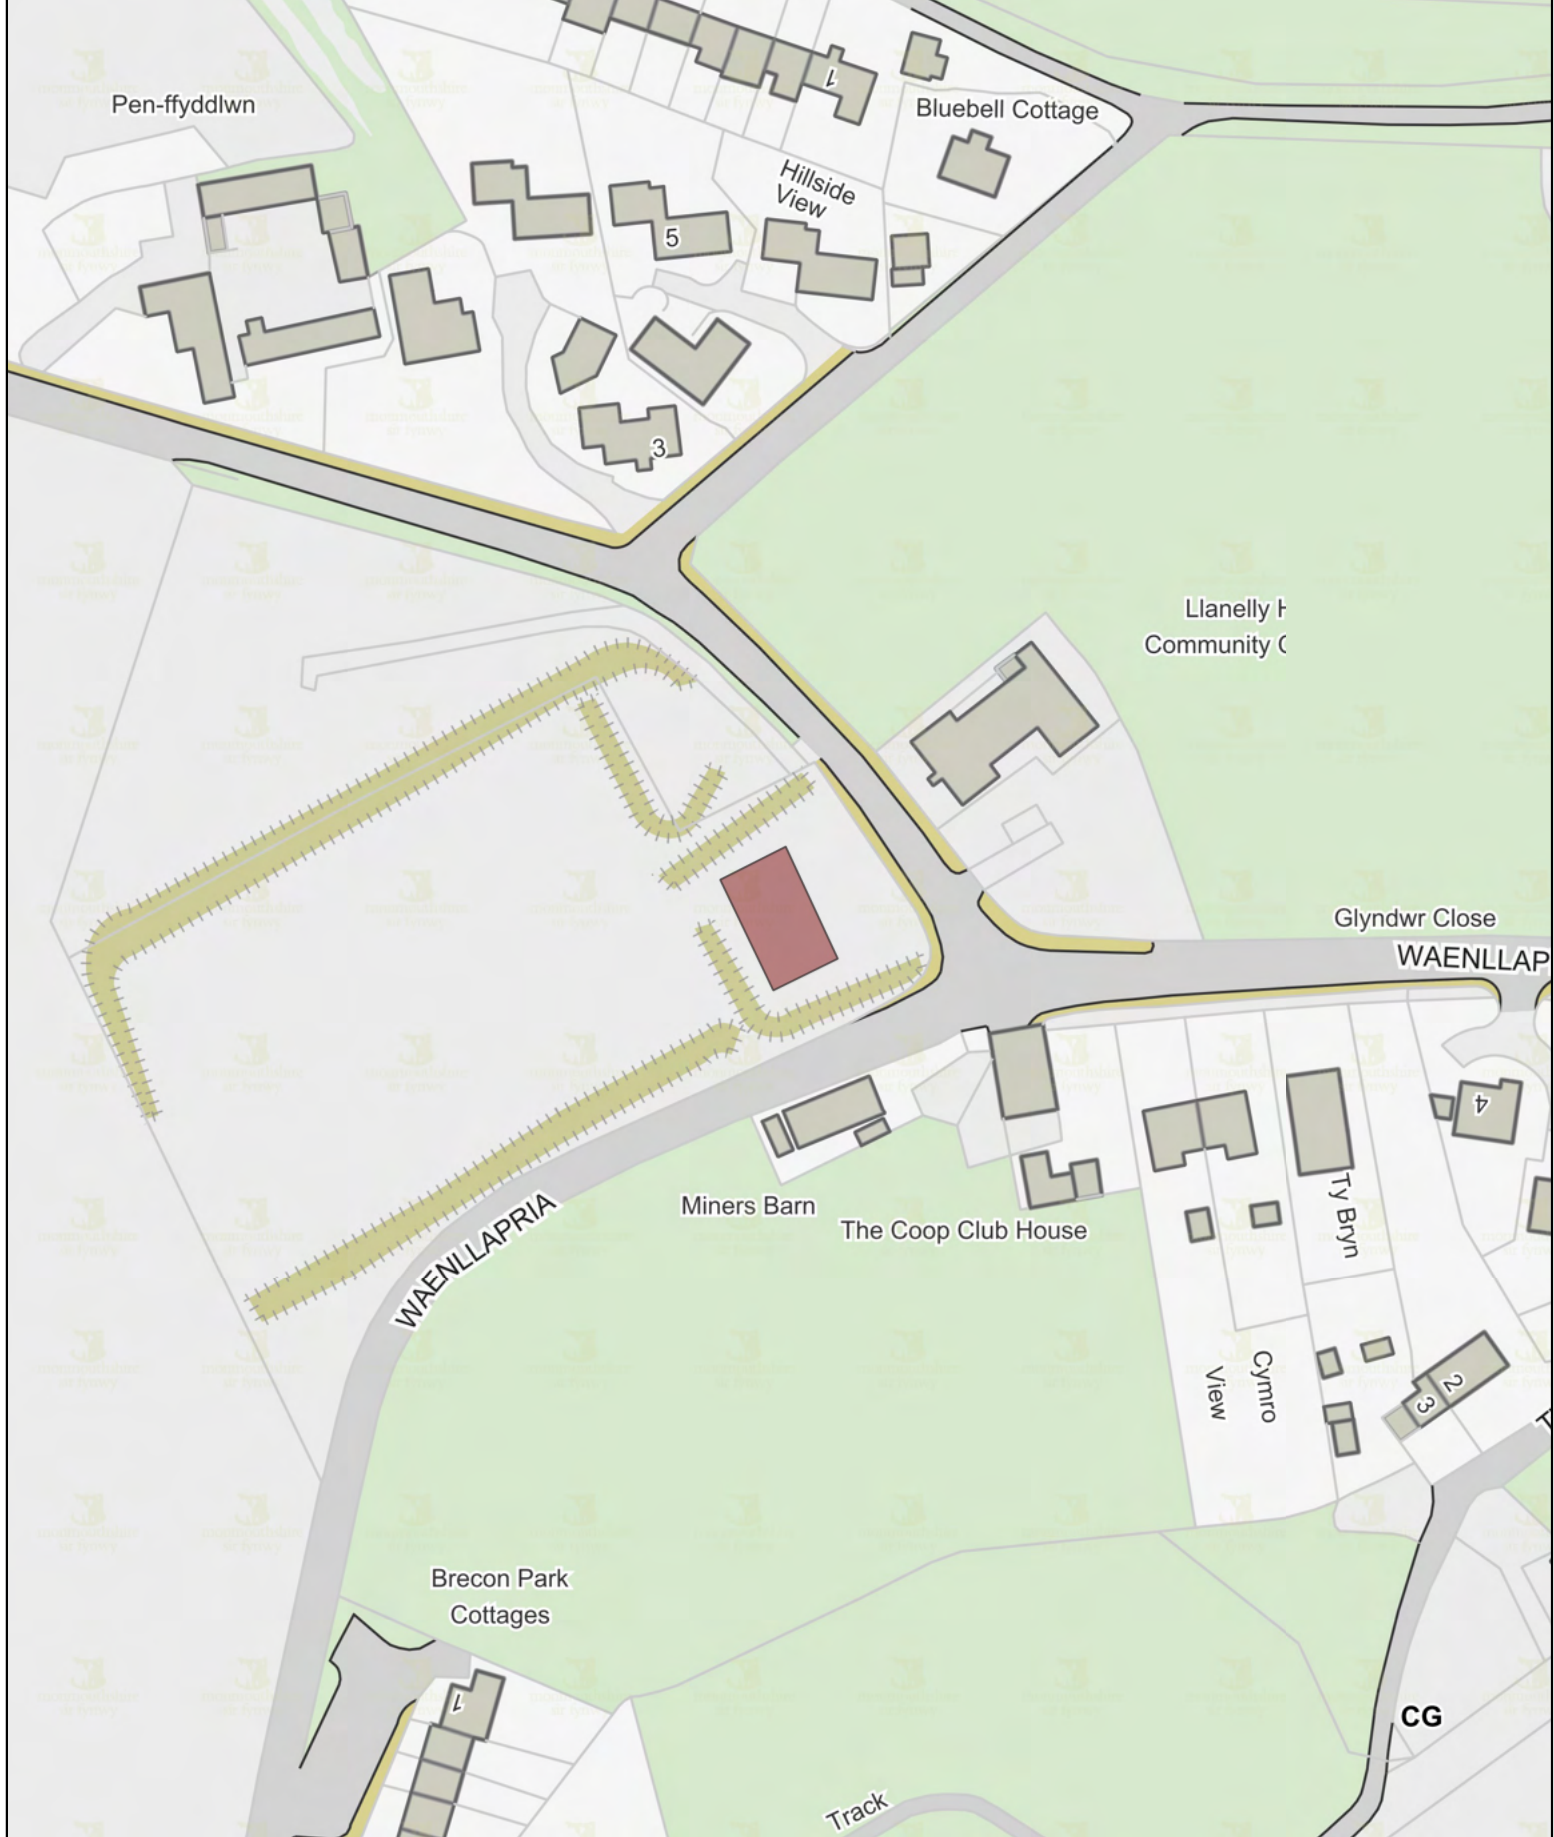 Pen-ffyddlwn
1
Bluebell Cottage
Hillside
View
5
3
Llanelly H
Community C
Glyndwr Close
WAENLLAP
4
Ty Bryn
Miners Barn
The Coop Club House
WAENLLAPRIA
Cymro
View
2
3
Brecon Park
Cottages
1
CG
Track